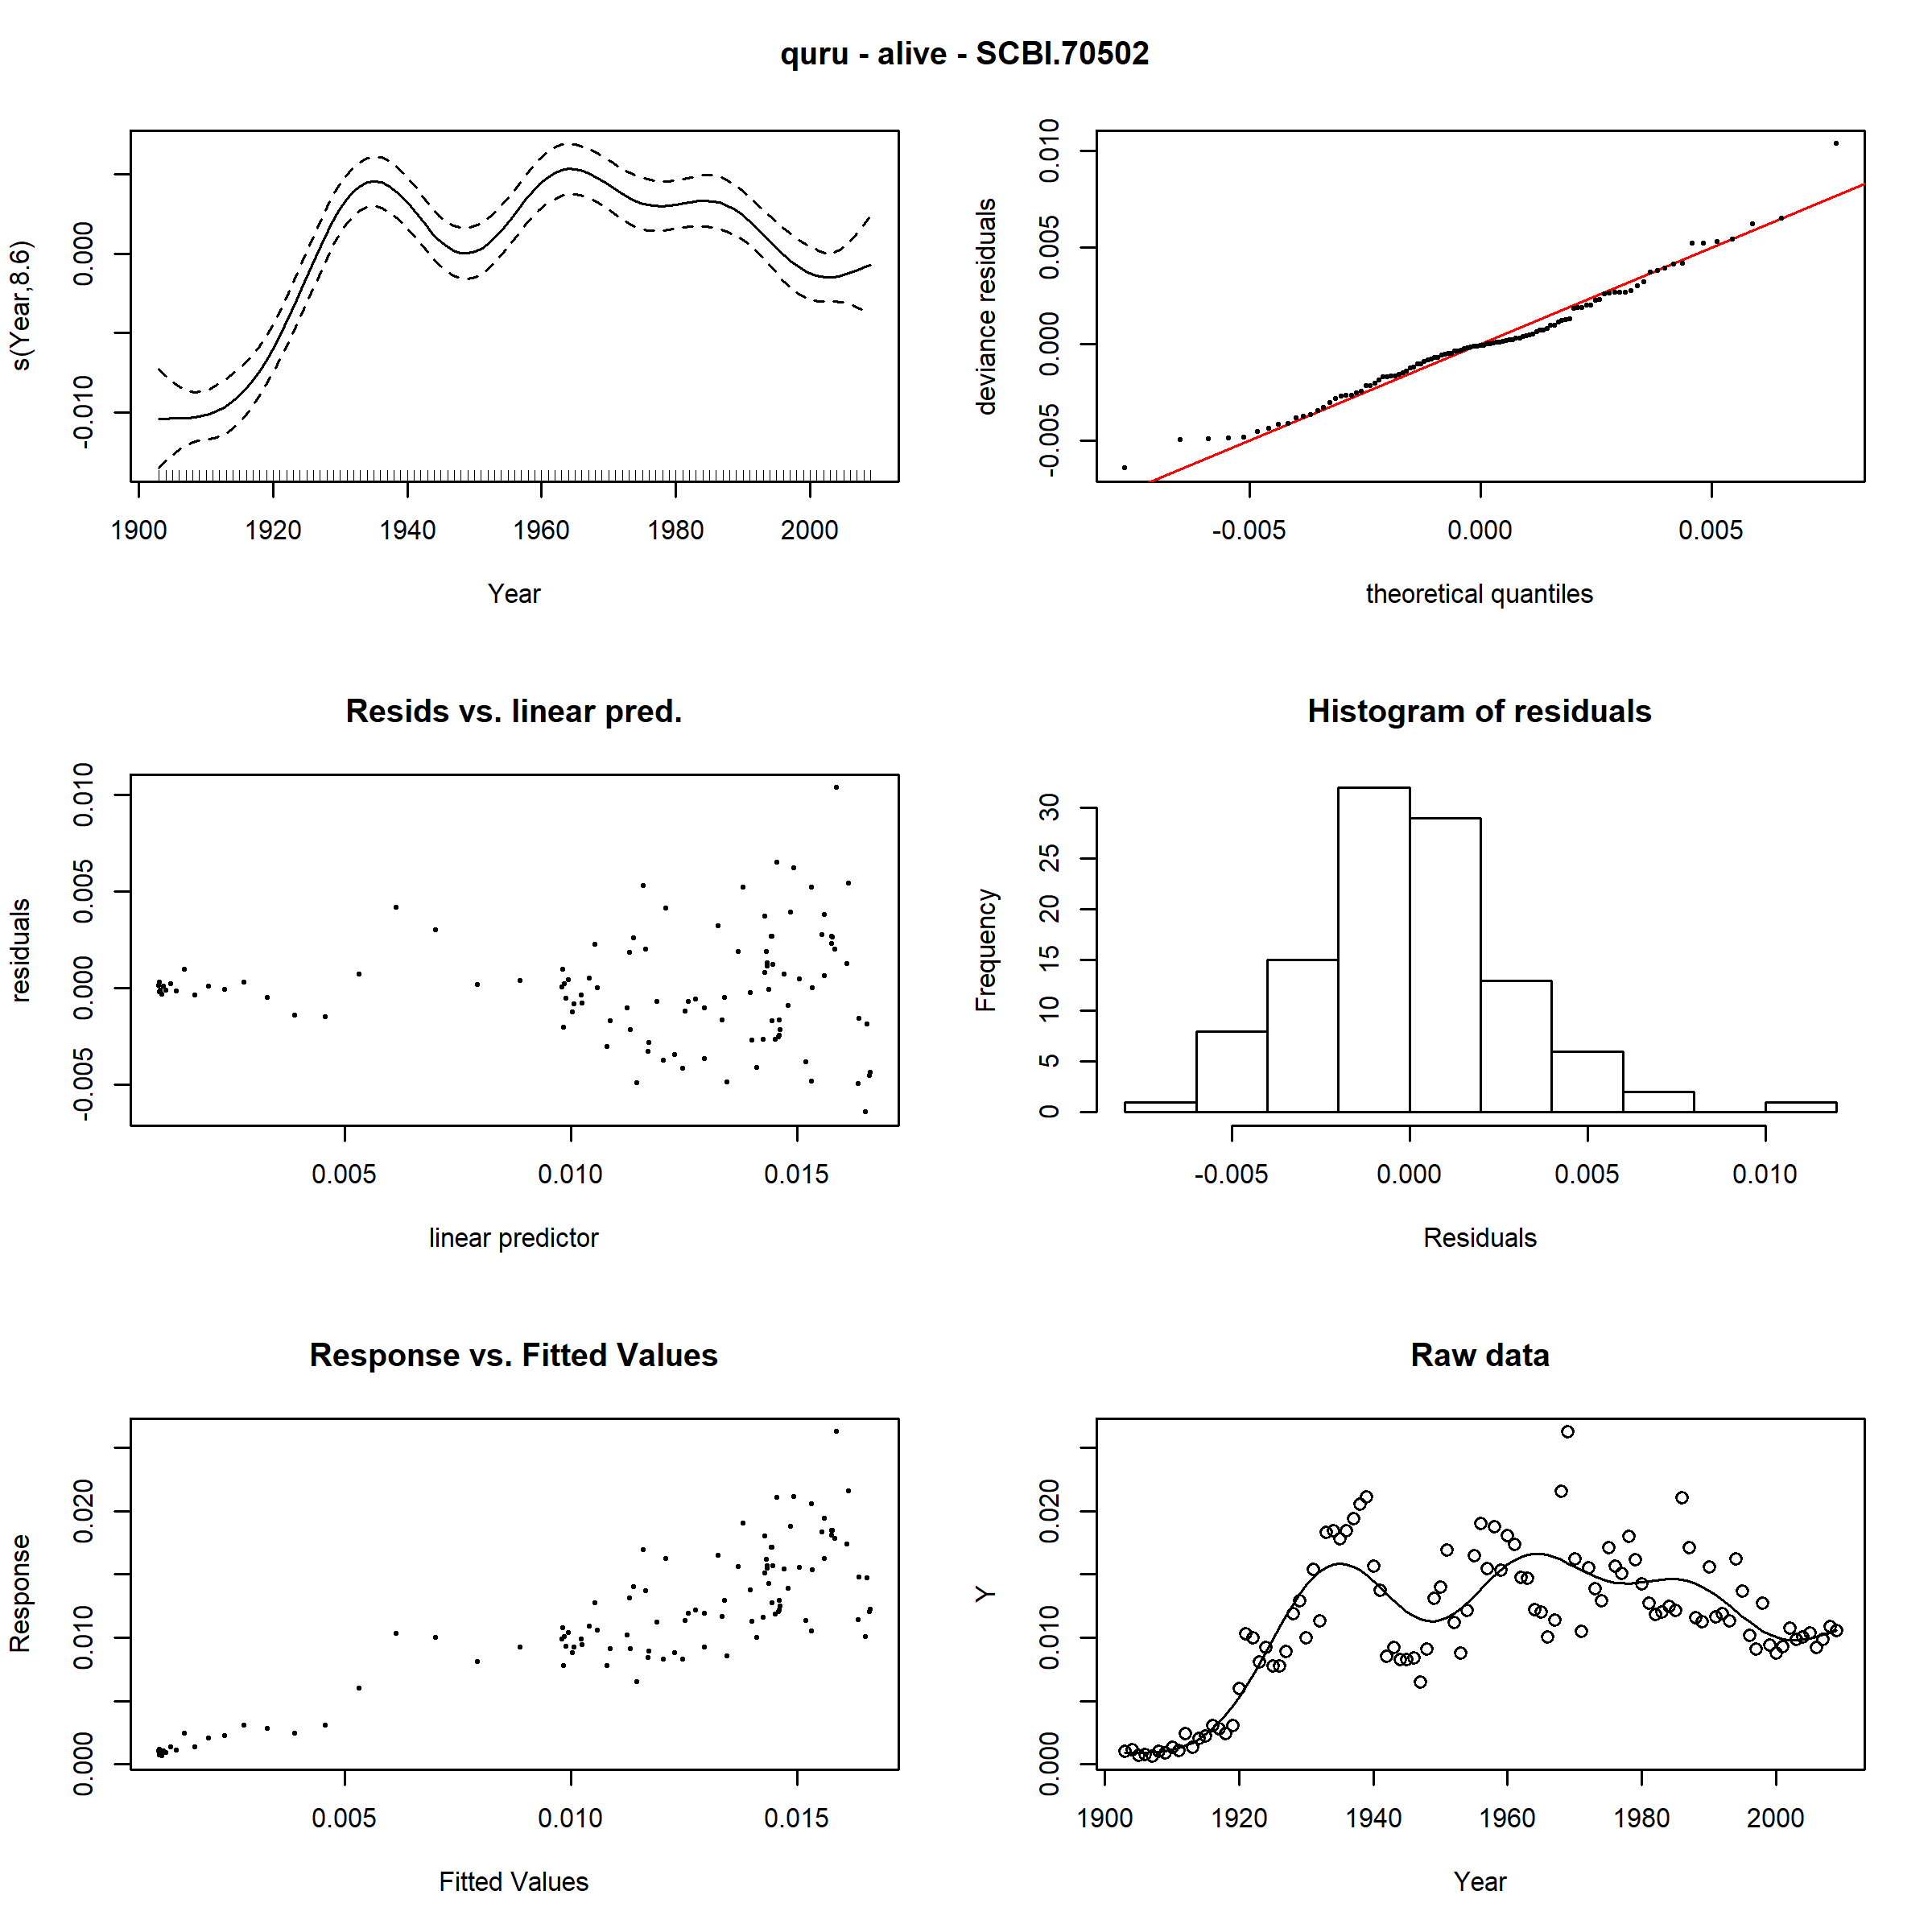 quru - alive - SCBI.70502
s(Year,8.6)
0.000
-0.010
1900 1920 1940 1960 1980 2000
Year
deviance residuals
0.010
0.005
0.000
-0.005
-0.005 0.000 0.005
theoretical quantiles
Resids vs. linear pred.
residuals
0.010
0.005
0.000
-0.005
0.005 0.010 0.015
linear predictor
Histogram of residuals
Frequency
30
25
20
15
10
5
0
-0.005 0.000 0.005 0.010
Residuals
Response vs. Fitted Values
Response
0.020
0.010
0.000
0.005 0.010 0.015
Fitted Values
Raw data
Y
0.020
0.010
0.000
1900 1920 1940 1960 1980 2000
Year